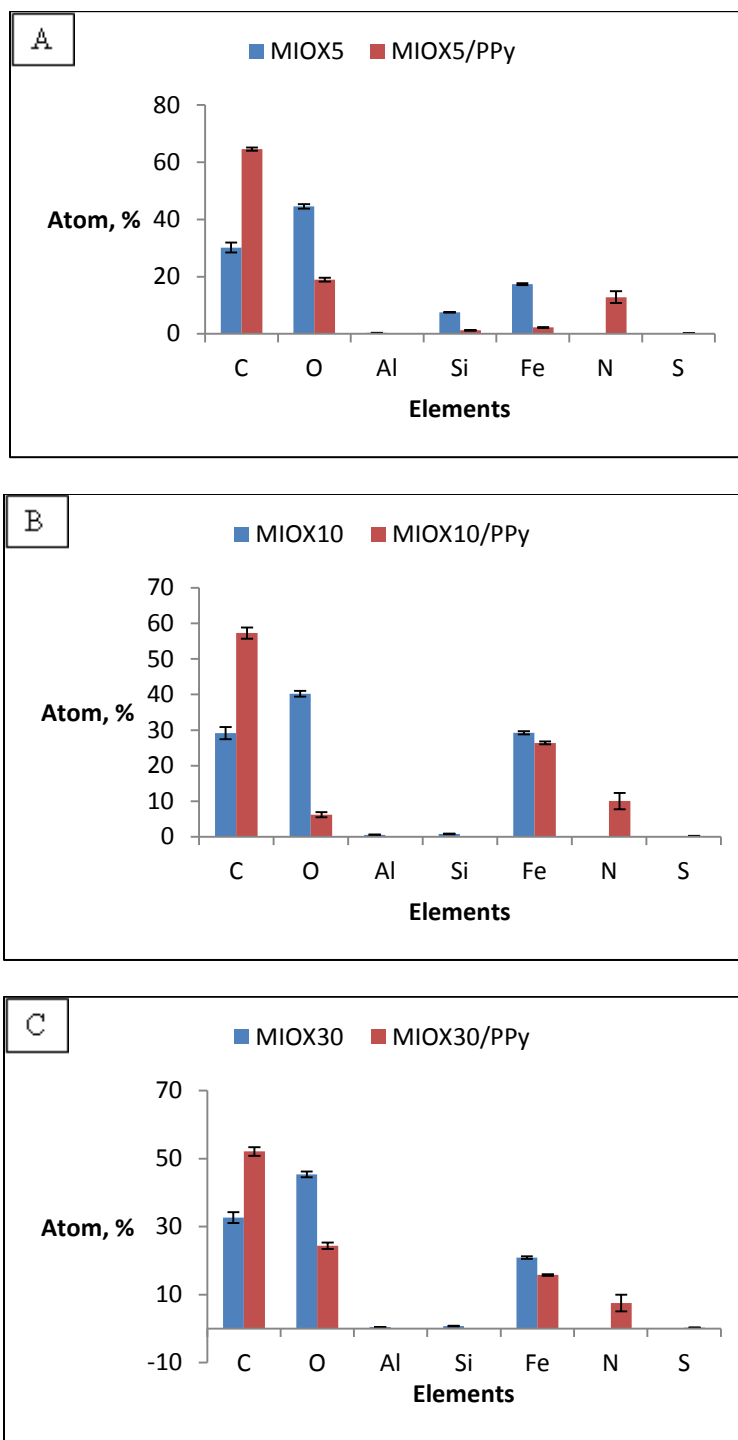 A
MIOX5 MIOX5/PPy
80
60
Atom, %
40
20
0
C O Al Si Fe N S
Elements
B
MIOX10 MIOX10/PPy
70
60
50
40
Atom, %
30
20
10
0
C O Al Si Fe N S
Elements
C
MIOX30 MIOX30/PPy
70
50
Atom, %
30
10
-10
C O Al Si Fe N S
Elements